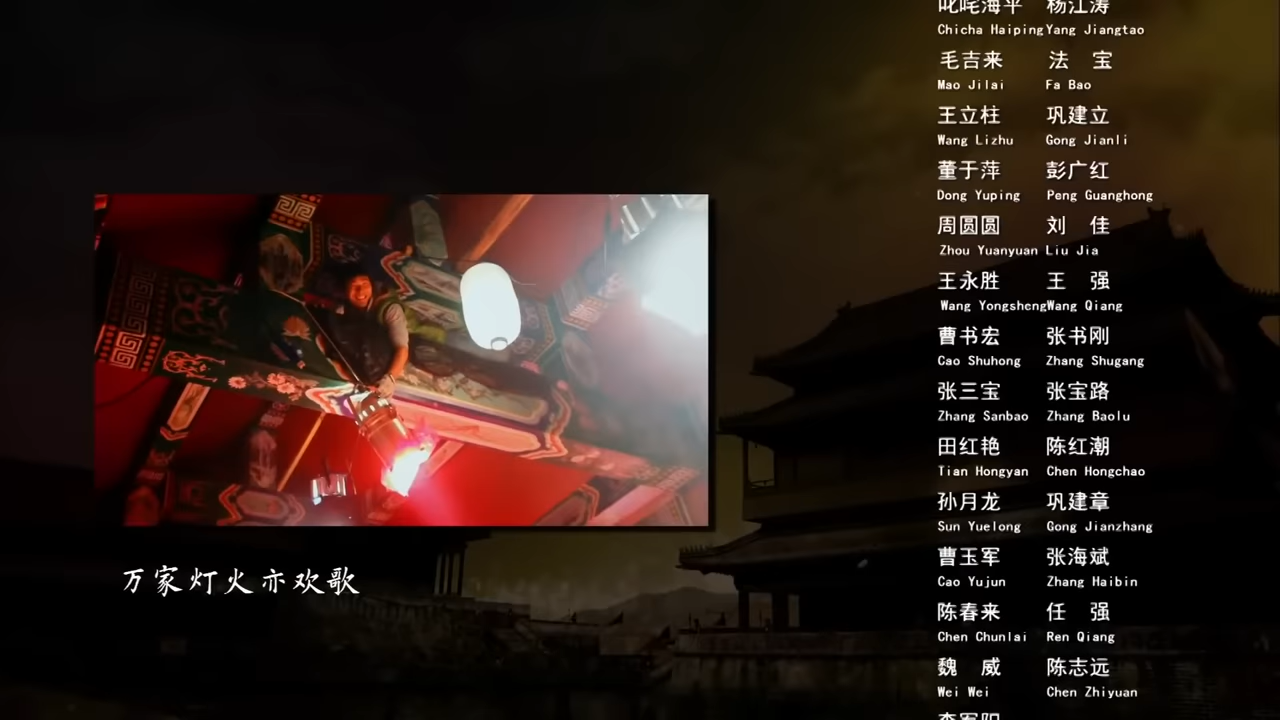 叱咤海平 杨江涛
Chicha Haiping Yang Jiangtao
毛吉来 法 宝
Mao Jilai Fa Bao
王立柱 巩建立
Wang Lizhu Gong Jianli
董于萍 彭广红
Dong Yuping Peng Guanghong
周圆圆 刘 佳
Zhou Yuanyuan Liu Jia
王永胜 王 强
Wang Yongsheng Wang Qiang
曹书宏 张书刚
Cao Shuhong Zhang Shugang
张三宝 张宝路
Zhang Sanbao Zhang Baolu
田红艳 陈红潮
Tian Hongyan Chen Hongchao
孙月龙 巩建章
Sun Yuelong Gong Jianzhang
曹玉军 张海斌
Cao Yujun Zhang Haibin
陈春来 任 强
Chen Chunlai Ren Qiang
魏 威 陈志远
Wei Wei Chen Zhiyuan
万家灯火亦欢歌